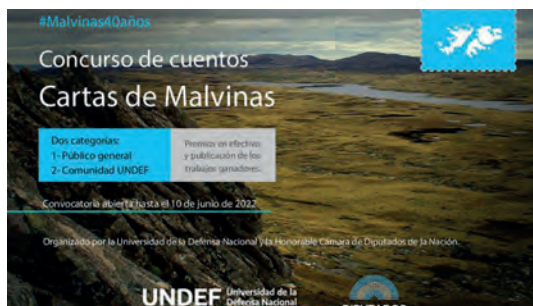 #Malvinas40años
Concurso de cuentos
Cartas de Malvinas
Dos categorías:
1- Público general
2- Comunidad UNDEF
Premios en efectivo
y publicación de los
trabajos ganadores.
Convocatoria abierta hasta el 10 de junio de 2022
Organizado por la Universidad de la Defensa Nacional y la Honorable Cámara de Diputados de la Nación.
UNDEF
Universidad de la
Defensa Nacional
DIPUTADOS